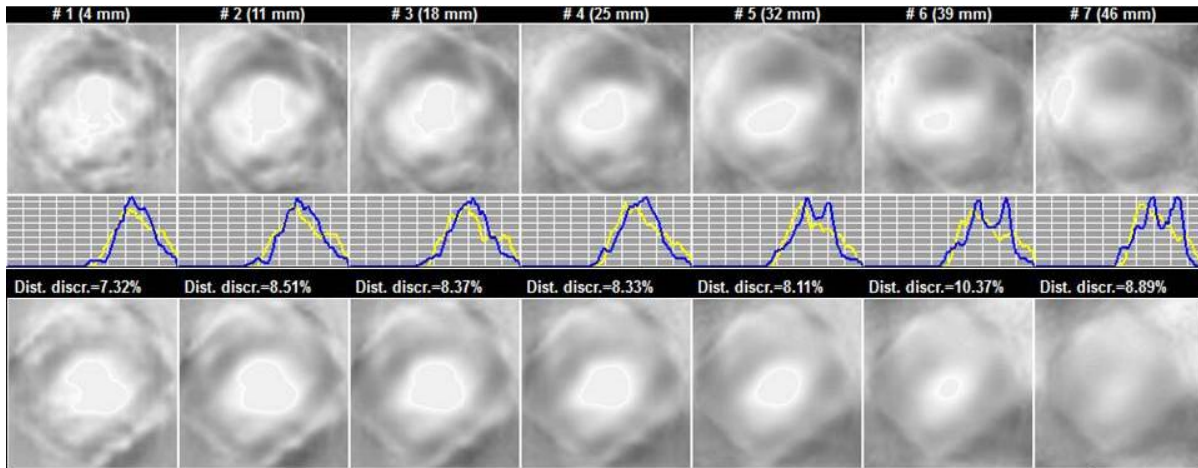 # 1 (4 mm) # 2 (11 mm) # 3 (18 mm) # 4 (25 mm) # 5 (32 mm) # 6 (39 mm) # 7 (46 mm)
Dist. discr.=7.32% Dist. discr.=8.51% Dist. discr.=8.37% Dist. discr.=8.33% Dist. discr.=8.11% Dist. discr.=10.37% Dist. discr.=8.89%